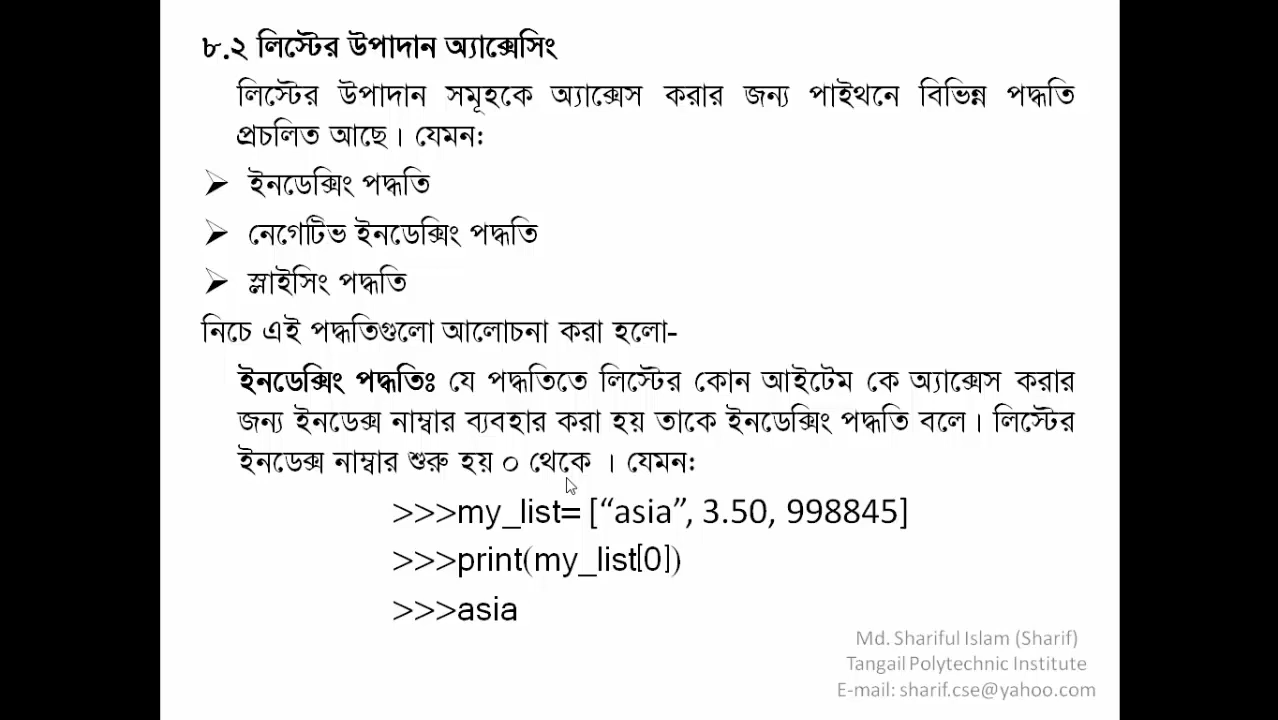 ৮.২ লিস্টের উপাদান অ্যাক্সেসিং
লিস্টের উপাদান সমূহকে অ্যাক্সেস করার জন্য পাইথনে বিভিন্ন পদ্ধতি
প্রচলিত আছে। যেমন:
➢ ইনডেক্সিং পদ্ধতি
➢ নেগেটিভ ইনডেক্সিং পদ্ধতি
➢ স্লাইসিং পদ্ধতি
নিচে এই পদ্ধতিগুলো আলোচনা করা হলো-
ইনডেক্সিং পদ্ধতিঃ যে পদ্ধতিতে লিস্টের কোন আইটেম কে অ্যাক্সেস করার
জন্য ইনডেক্স নাম্বার ব্যবহার করা হয় তাকে ইনডেক্সিং পদ্ধতি বলে। লিস্টের
ইনডেক্স নাম্বার শুরু হয় ০ থেকে । যেমন:
>>>my_list= [“asia”, 3.50, 998845]
>>>print(my_list[0])
>>>asia
Md. Shariful Islam (Sharif)
Tangail Polytechnic Institute
E-mail: sharif.cse@yahoo.com